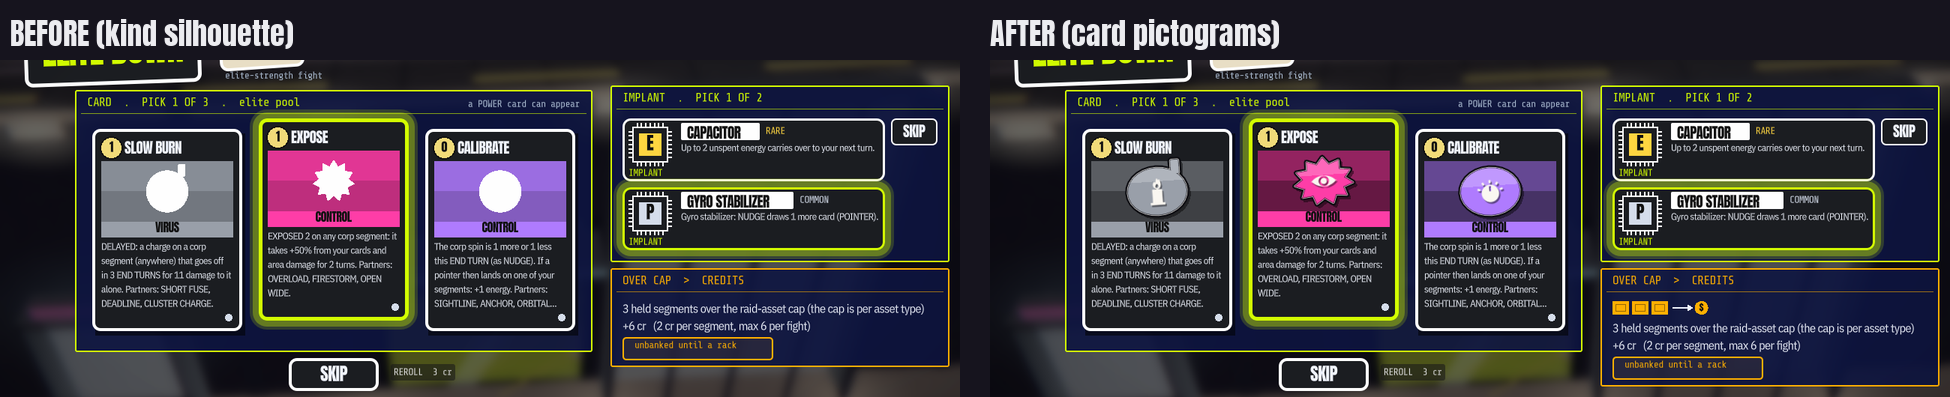 BEFORE (kind silhouette)
elite-strength fight
CARD . PICK 1 OF 3 . elite pool
a POWER card can appear
1 SLOW BURN
VIRUS
DELAYED: a charge on a corp
segment (anywhere) that goes off
in 3 END TURNS for 11 damage to it
alone. Partners: SHORT FUSE,
DEADLINE, CLUSTER CHARGE.
1 EXPOSE
CONTROL
EXPOSED 2 on any corp segment: it
takes +50% from your cards and
area damage for 2 turns. Partners:
OVERLOAD, FIRESTORM, OPEN
WIDE.
0 CALIBRATE
CONTROL
The corp spin is 1 more or 1 less
this END TURN (as NUDGE). If a
pointer then lands on one of your
segments: +1 energy. Partners:
SIGHTLINE, ANCHOR, ORBITAL...
SKIP
REROLL 3 cr
IMPLANT . PICK 1 OF 2
E
IMPLANT
CAPACITOR RARE
Up to 2 unspent energy carries over to your next turn.
SKIP
P
IMPLANT
GYRO STABILIZER COMMON
Gyro stabilizer: NUDGE draws 1 more card (POINTER).
OVER CAP > CREDITS
3 held segments over the raid-asset cap (the cap is per asset type)
+6 cr (2 cr per segment, max 6 per fight)
unbanked until a rack
AFTER (card pictograms)
elite-strength fight
CARD . PICK 1 OF 3 . elite pool
a POWER card can appear
1 SLOW BURN
VIRUS
DELAYED: a charge on a corp
segment (anywhere) that goes off
in 3 END TURNS for 11 damage to it
alone. Partners: SHORT FUSE,
DEADLINE, CLUSTER CHARGE.
1 EXPOSE
CONTROL
EXPOSED 2 on any corp segment: it
takes +50% from your cards and
area damage for 2 turns. Partners:
OVERLOAD, FIRESTORM, OPEN
WIDE.
0 CALIBRATE
CONTROL
The corp spin is 1 more or 1 less
this END TURN (as NUDGE). If a
pointer then lands on one of your
segments: +1 energy. Partners:
SIGHTLINE, ANCHOR, ORBITAL...
SKIP
REROLL 3 cr
IMPLANT . PICK 1 OF 2
E
IMPLANT
CAPACITOR RARE
Up to 2 unspent energy carries over to your next turn.
SKIP
P
IMPLANT
GYRO STABILIZER COMMON
Gyro stabilizer: NUDGE draws 1 more card (POINTER).
OVER CAP > CREDITS
$
3 held segments over the raid-asset cap (the cap is per asset type)
+6 cr (2 cr per segment, max 6 per fight)
unbanked until a rack